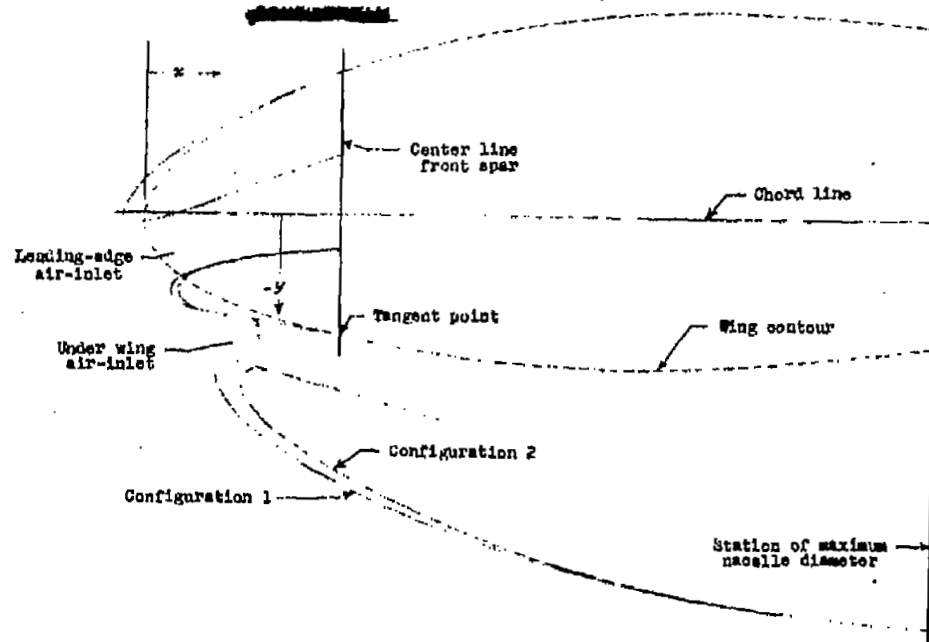 x
Center line
front spar
Chord line
Leading-edge
air-inlet
-y
Tangent point
Wing contour
Under wing
air-inlet
Configuration 2
Configuration 1
Station of maximum
nacelle diameter